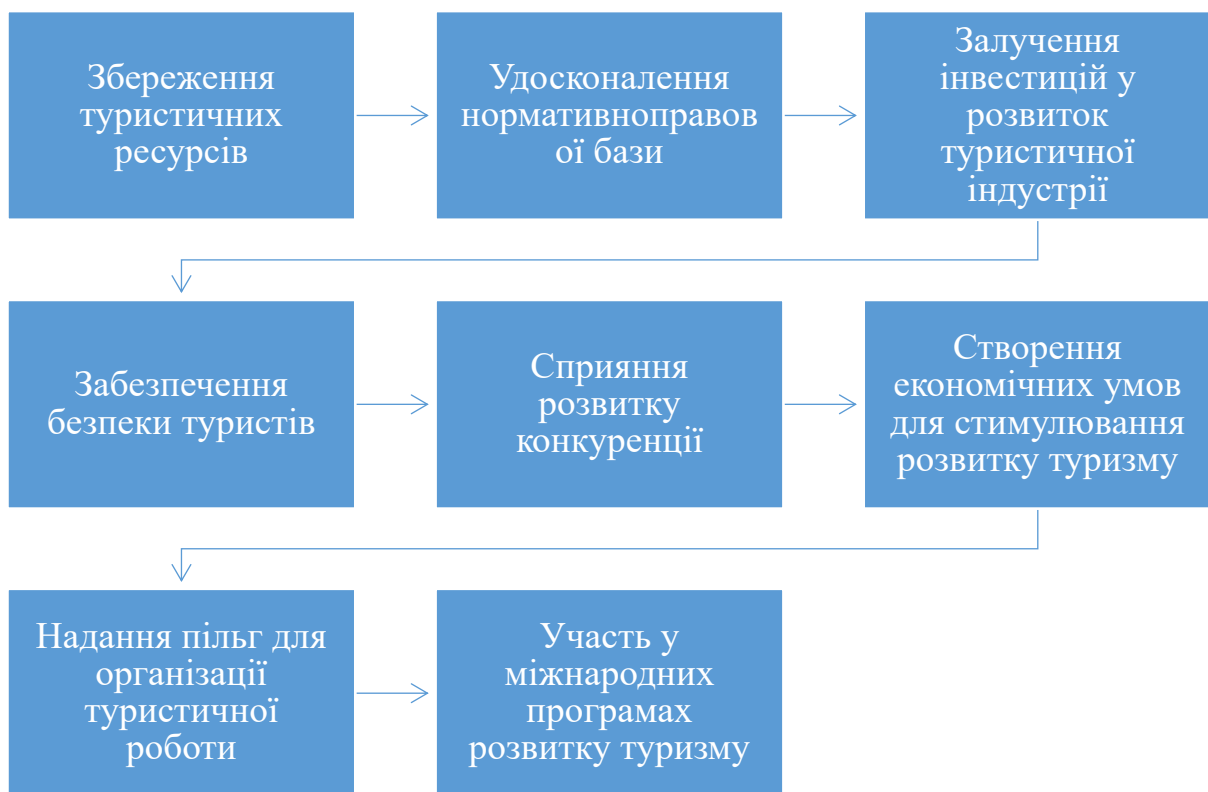 Збереження
туристичних
ресурсів
Удосконалення
нормативноправов
ої бази
Залучення
інвестицій у
розвиток
туристичної
індустрії
Забезпечення
безпеки туристів
Сприяння
розвитку
конкуренції
Створення
економічних умов
для стимулювання
розвитку туризму
Надання пільг для
організації
туристичної
роботи
Участь у
міжнародних
програмах
розвитку туризму